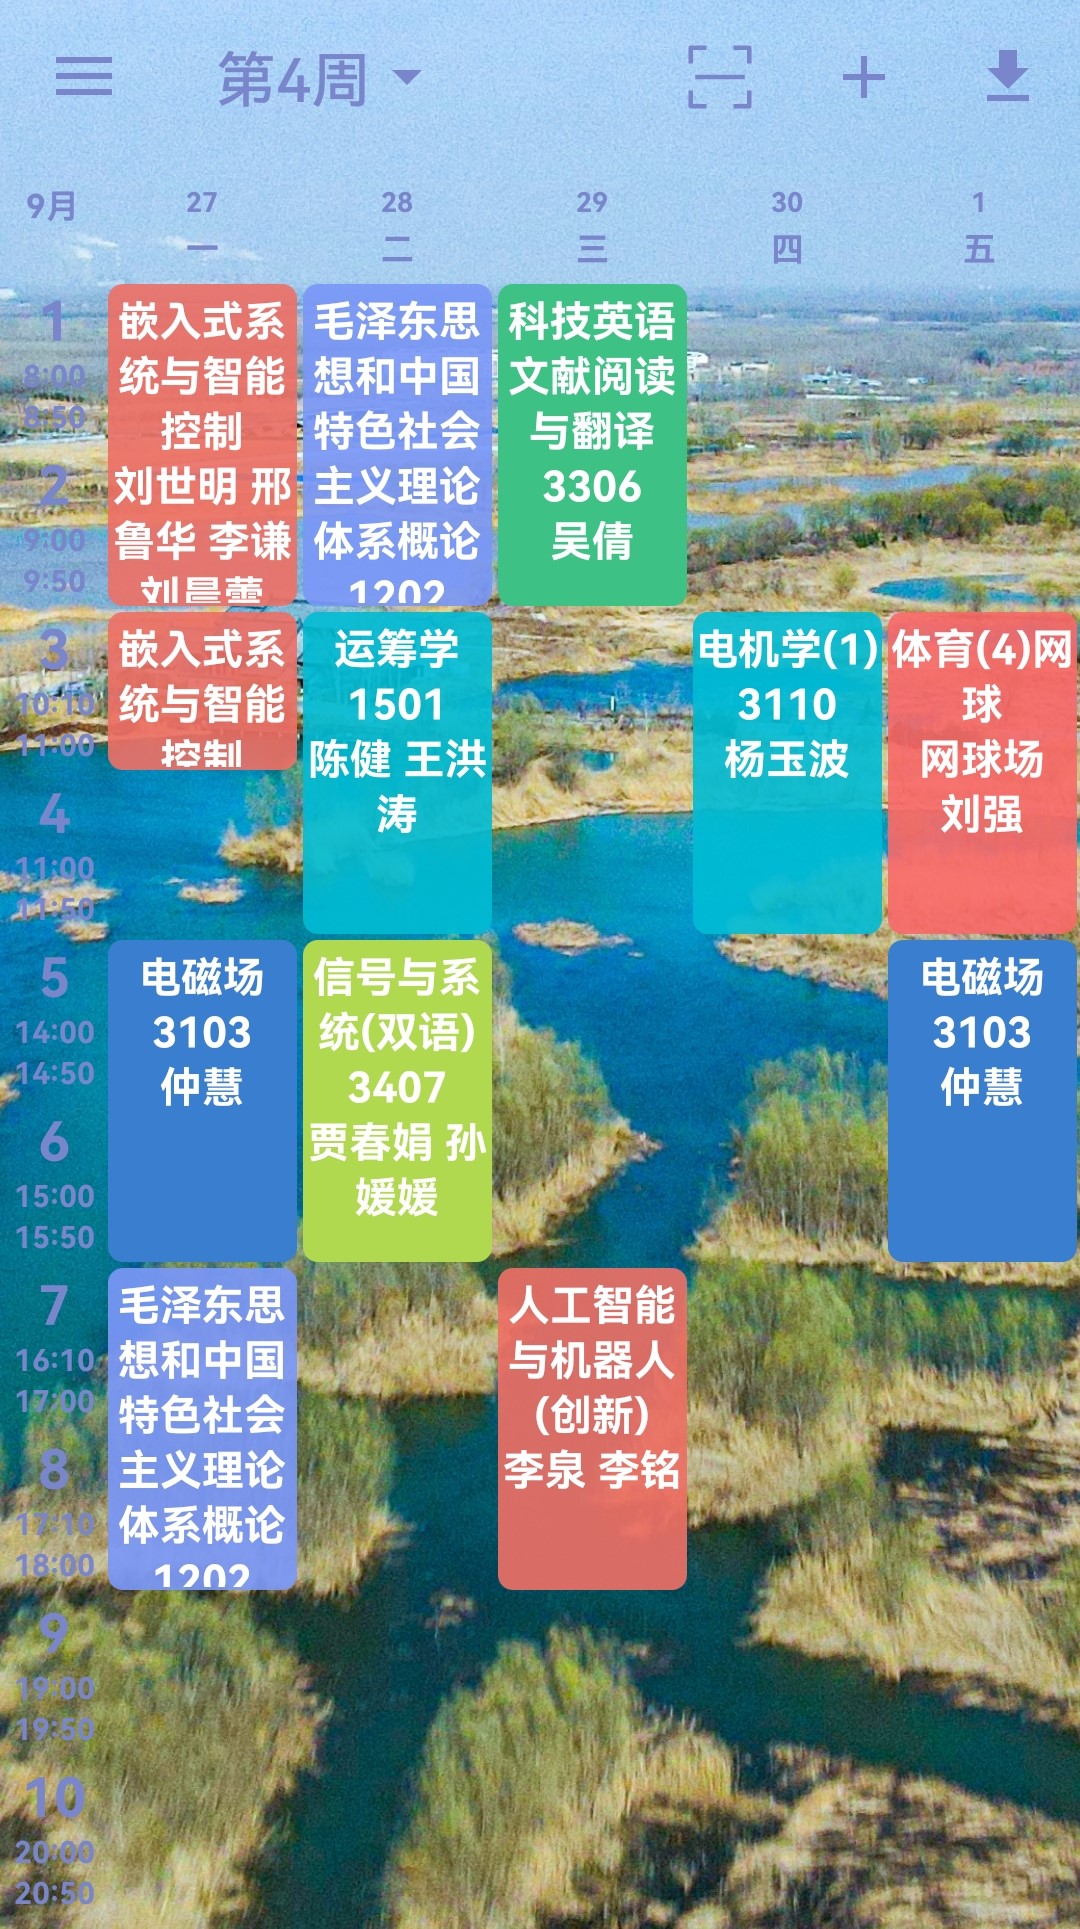 第4周
9月
27
28
29
30
1
一
二
三
四
五
1
8:00
8:50
2
9:00
9:50
3
10:10
11:00
4
11:00
11:50
5
14:00
14:50
6
15:00
15:50
7
16:10
17:00
8
17:10
18:00
9
19:00
19:50
10
20:00
20:50
嵌入式系
统与智能
控制
刘世明 邢
鲁华 李谦
刘晨蕾
嵌入式系
统与智能
控制
电磁场
3103
仲慧
毛泽东思
想和中国
特色社会
主义理论
体系概论
1202
毛泽东思
想和中国
特色社会
主义理论
体系概论
1202
运筹学
1501
陈健 王洪
涛
信号与系
统(双语)
3407
贾春娟 孙
媛媛
科技英语
文献阅读
与翻译
3306
吴倩
人工智能
与机器人
(创新)
李泉 李铭
电机学(1)
3110
杨玉波
体育(4)网
球
网球场
刘强
电磁场
3103
仲慧